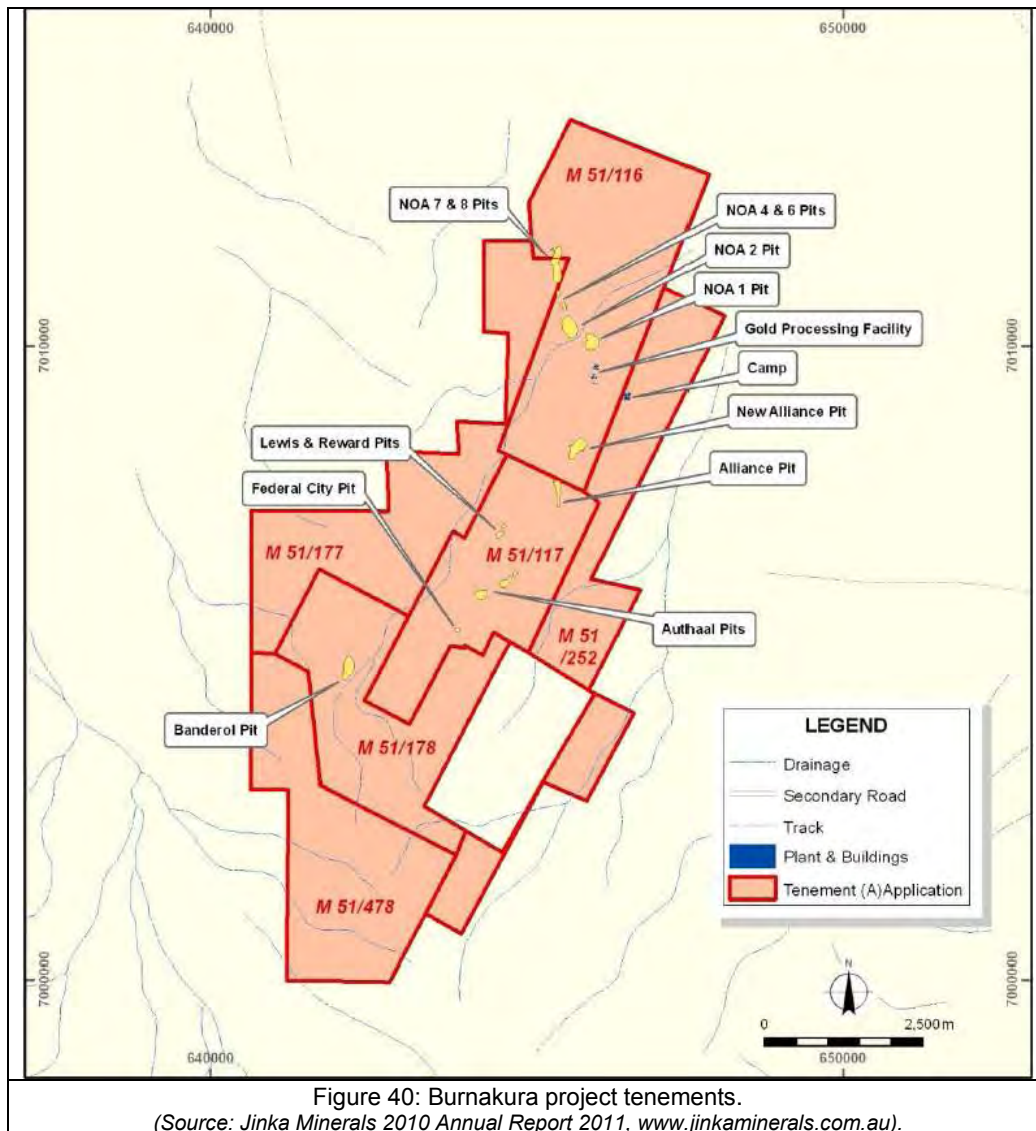 640000
650000
M 51/116
NOA 7 & 8 Pits
NOA 4 & 6 Pits
NOA 2 Pit
NOA 1 Pit
7010000
7010000
Gold Processing Facility
Camp
New Alliance Pit
Lewis & Reward Pits
Alliance Pit
Federal City Pit
M 51/177
M 51/117
Authaal Pits
M 51
/252
Banderol Pit
M 51/178
LEGEND
Drainage
Secondary Road
Track
Plant & Buildings
Tenement (A)Application
M 51/478
N
7000000
7000000
0
2,500m
640000
650000
Figure 40: Burnakura project tenements.
(Source: Jinka Minerals 2010 Annual Report 2011, www.jinkaminerals.com.au).